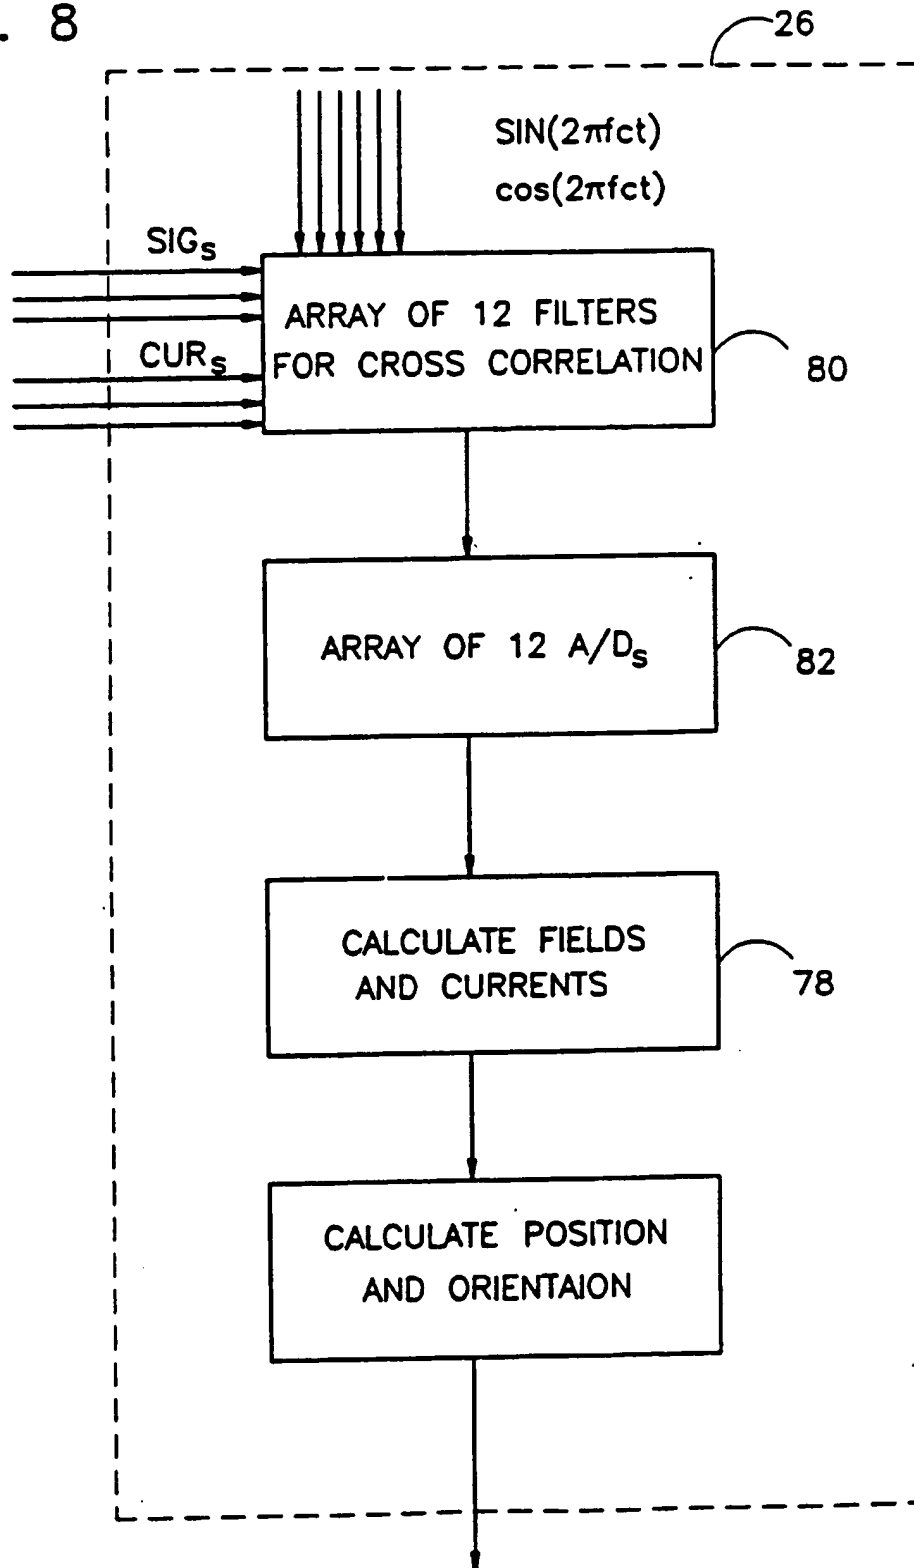 . 8
26
SIN(2πfct)
cos(2πfct)
SIGs
ARRAY OF 12 FILTERS
FOR CROSS CORRELATION
CURs
80
ARRAY OF 12 A/Ds
82
CALCULATE FIELDS
AND CURRENTS
78
CALCULATE POSITION
AND ORIENTAION